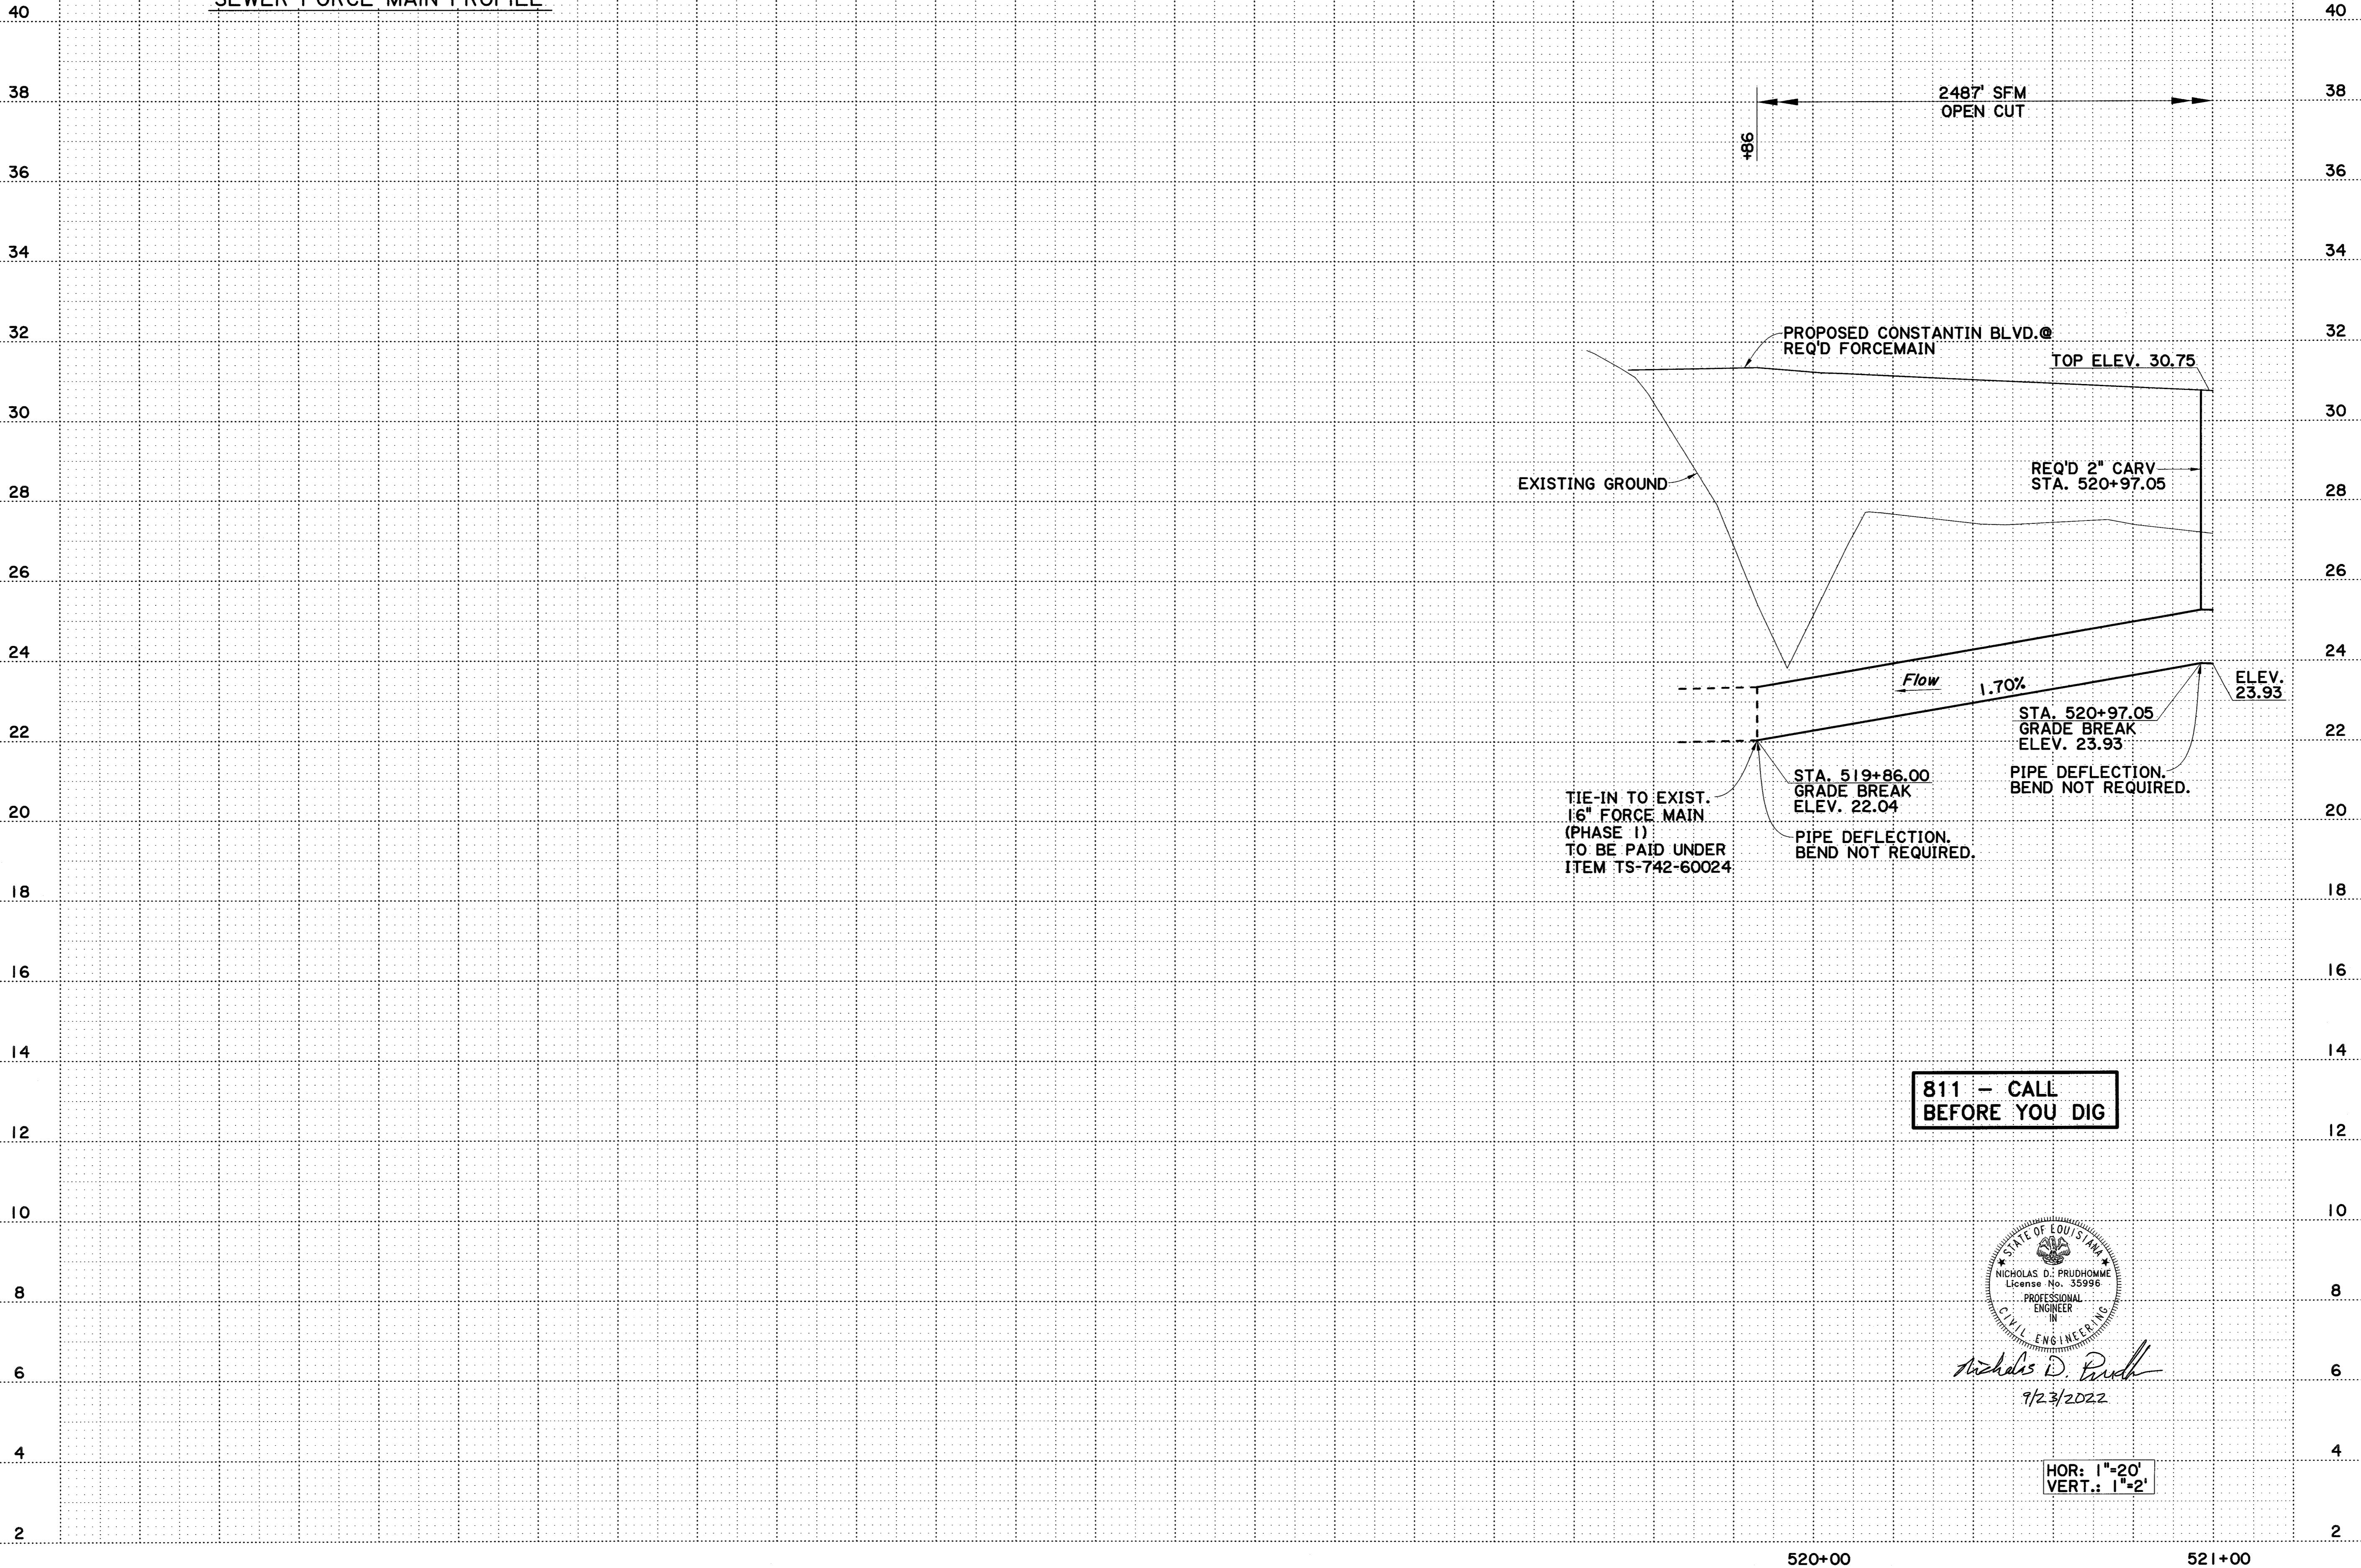 SEWER FORCE MAIN PROFILE
40
40
2487' SFM
OPEN CUT
+86
38
38
36
36
34
34
32
32
PROPOSED CONSTANTIN BLVD.@
REQ'D FORCEMAIN
TOP ELEV. 30.75
30
30
EXISTING GROUND
REQ'D 2" CARV
STA. 520+97.05
28
28
26
26
24
24
Flow
1.70%
ELEV.
23.93
STA. 520+97.05
GRADE BREAK
ELEV. 23.93
22
22
PIPE DEFLECTION.
BEND NOT REQUIRED.
STA. 519+86.00
GRADE BREAK
ELEV. 22.04
TIE-IN TO EXIST.
16" FORCE MAIN
(PHASE 1)
TO BE PAID UNDER
ITEM TS-742-60024
PIPE DEFLECTION.
BEND NOT REQUIRED.
20
20
18
18
16
16
14
14
811 – CALL
BEFORE YOU DIG
12
12
10
10
STATE OF LOUISIANA
NICHOLAS D. PRUDHOMME
License No. 35996
PROFESSIONAL
ENGINEER
IN
CIVIL ENGINEERING
8
8
Nicholas D. Prudh
9/23/2022
6
6
4
4
HOR: 1"=20'
VERT.: 1"=2'
2
2
520+00
521+00